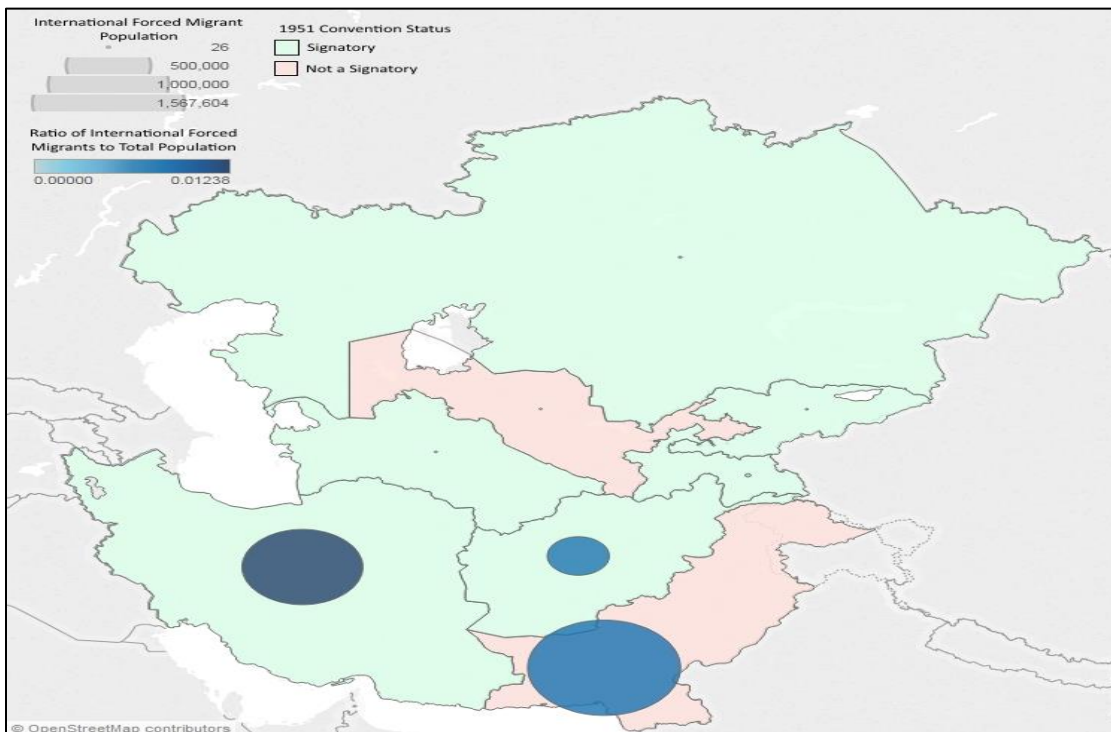 International Forced Migrant
Population
26
500,000
1,000,000
1,567,604
Ratio of International Forced
Migrants to Total Population
0.00000 0.01238
1951 Convention Status
Signatory
Not a Signatory
© OpenStreetMap contributors